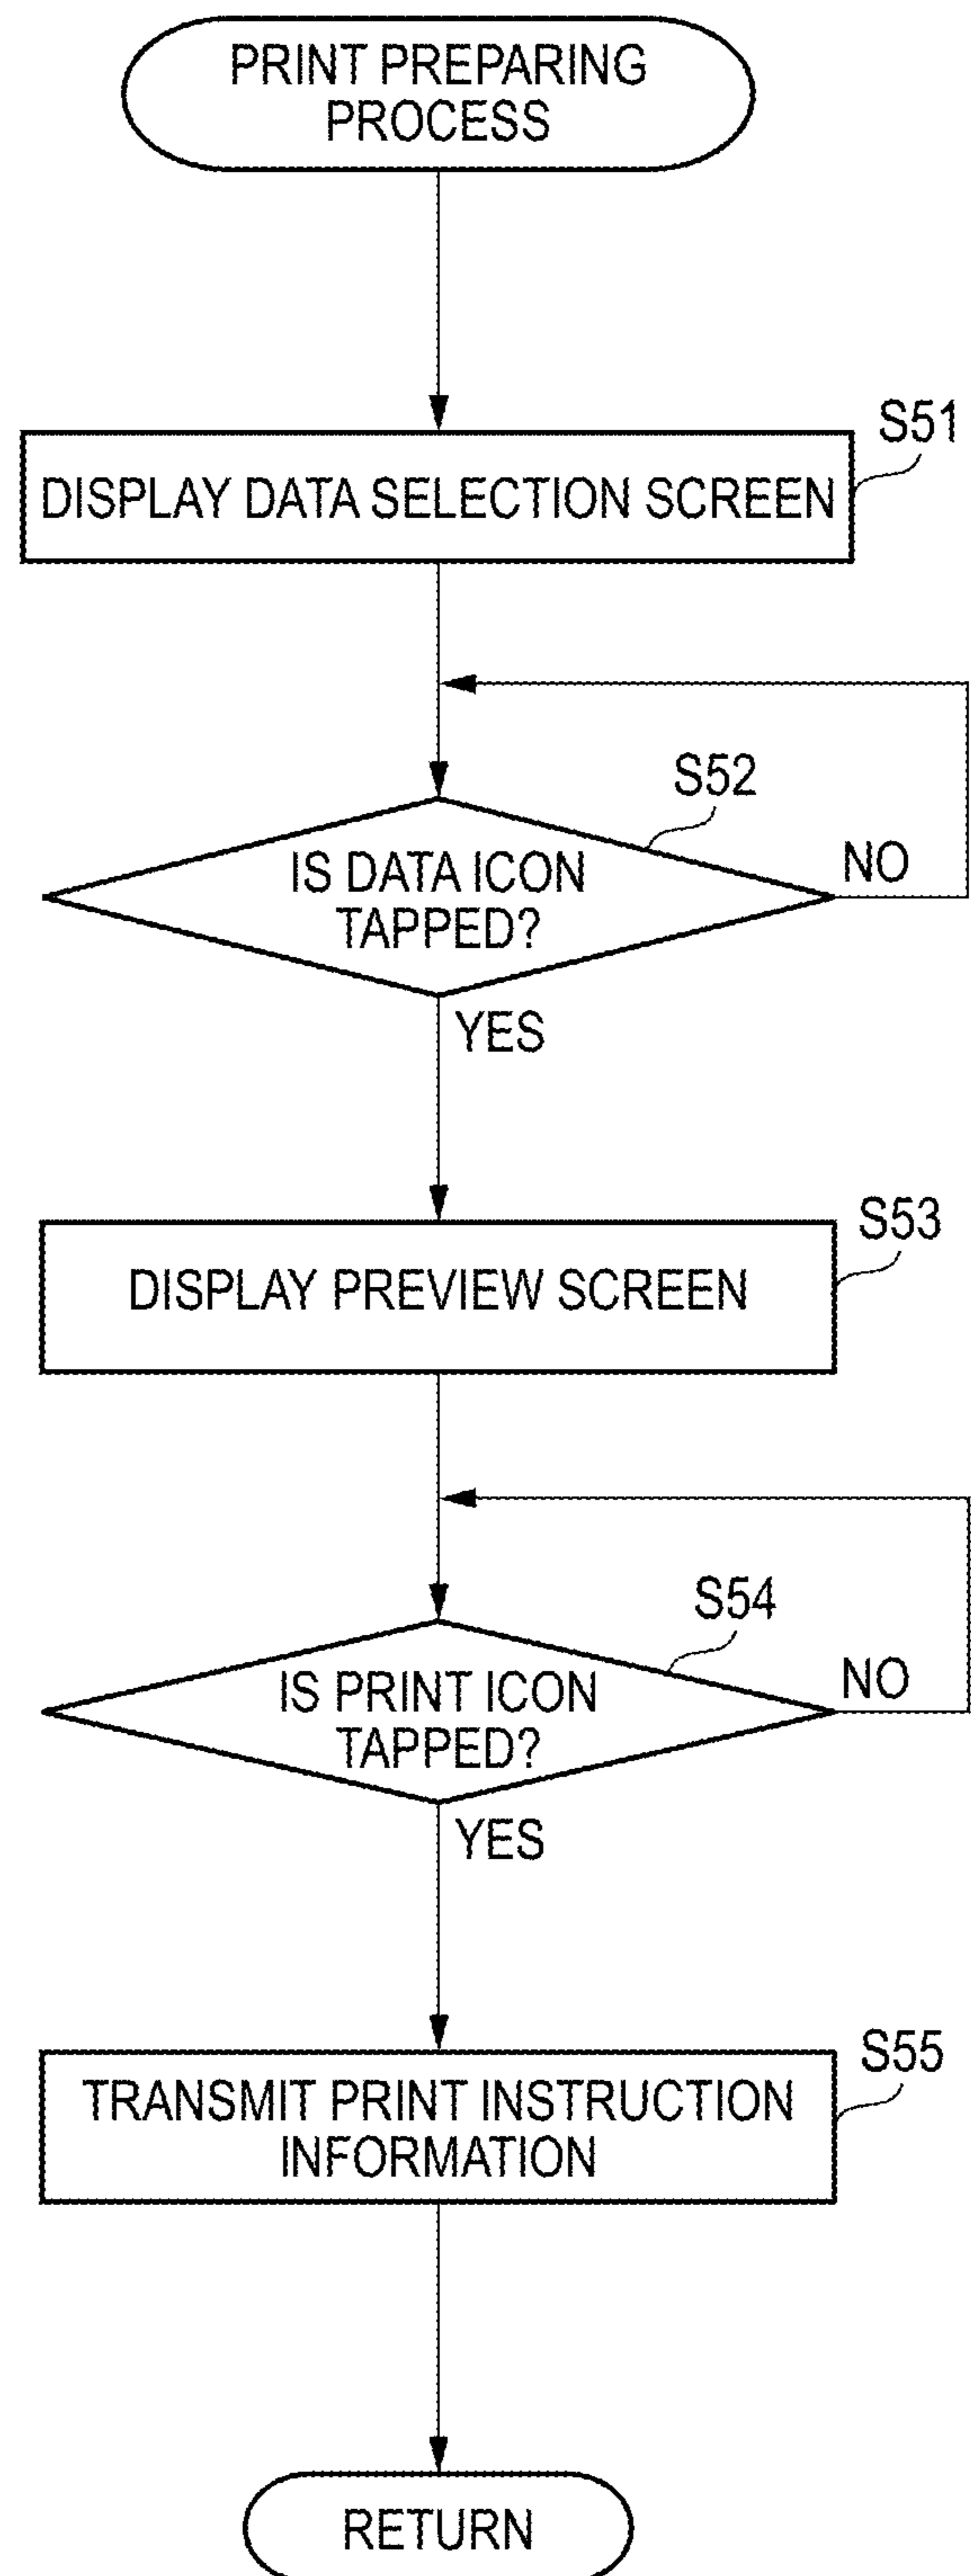 PRINT PREPARING
PROCESS
S51
DISPLAY DATA SELECTION SCREEN
S52
IS DATA ICON
TAPPED?
NO
YES
S53
DISPLAY PREVIEW SCREEN
S54
IS PRINT ICON
TAPPED?
NO
YES
S55
TRANSMIT PRINT INSTRUCTION
INFORMATION
RETURN